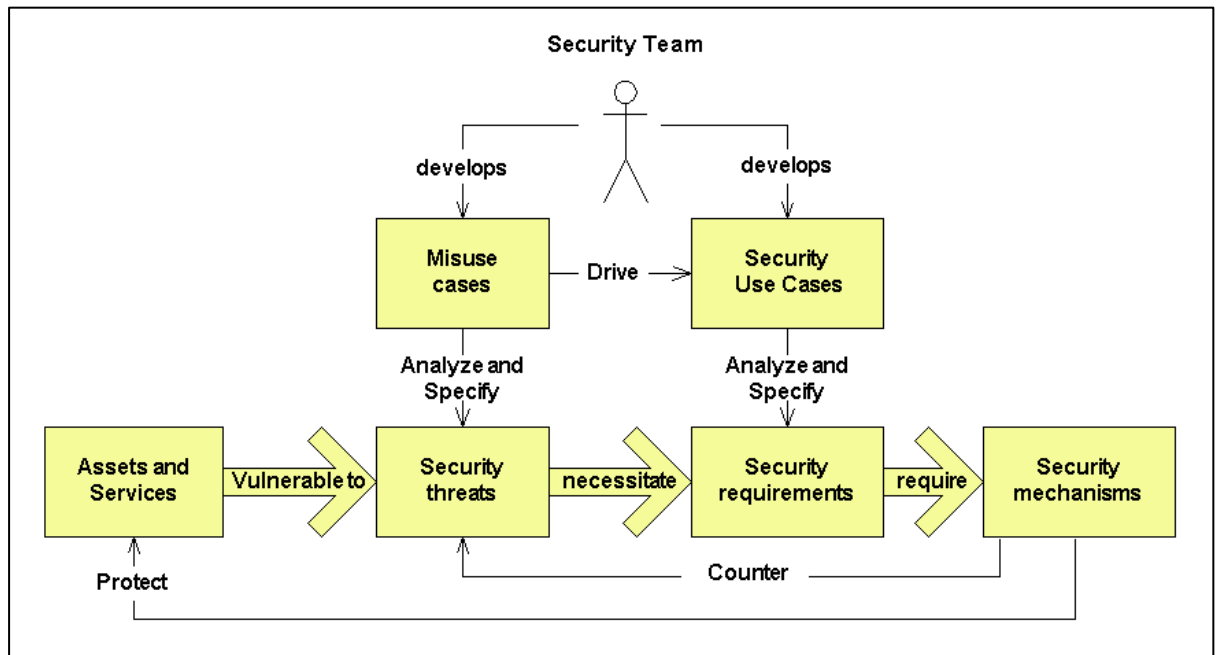 Security Team
develops
develops
Misuse
cases
Drive
Security
Use Cases
Analyze and
Specify
Analyze and
Specify
Assets and
Services
Vulnerable to
Security
threats
necessitate
Security
requirements
require
Security
mechanisms
Counter
Protect